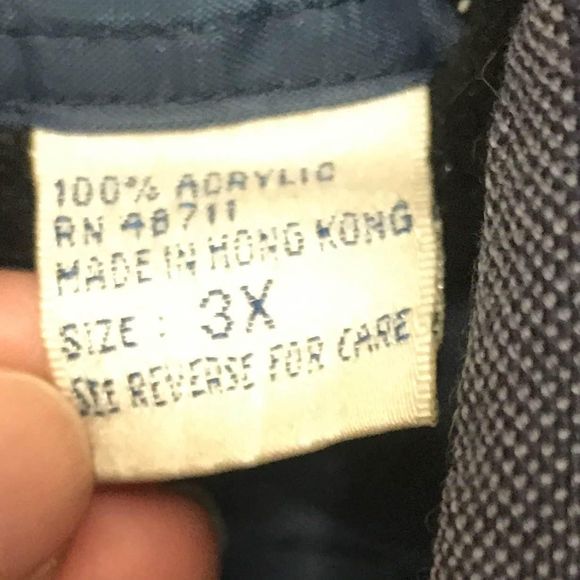 100% ACRYLIC
RN 48711
MADE IN HONG KONG
SIZE : 3X
SEE REVERSE FOR CARE